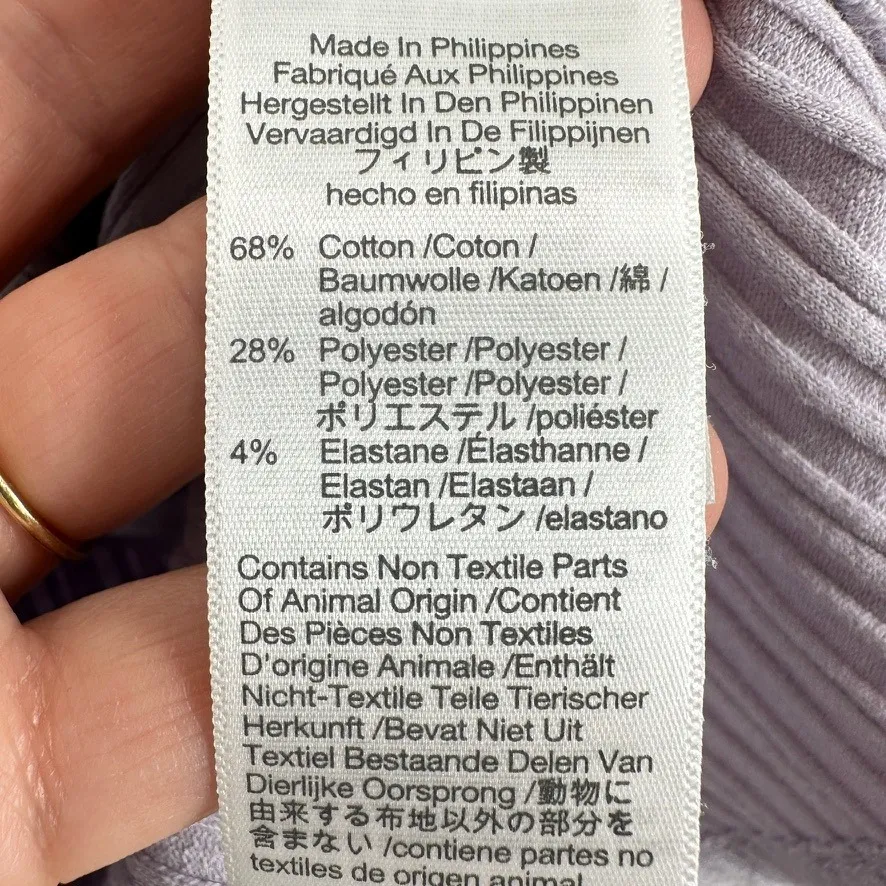 Made In Philippines
Fabriqué Aux Philippines
Hergestellt In Den Philippinen
Vervaardigd In De Filippijnen
フィリピン製
hecho en filipinas
68% Cotton /Coton /
Baumwolle /Katoen /綿 /
algodón
28% Polyester /Polyester /
Polyester /Polyester /
ポリエステル /poliéster
4% Elastane /Élasthanne /
Elastan /Elastaan /
ポリウレタン /elastano
Contains Non Textile Parts
Of Animal Origin /Contient
Des Pièces Non Textiles
D'origine Animale /Enthält
Nicht-Textile Teile Tierischer
Herkunft /Bevat Niet Uit
Textiel Bestaande Delen Van
Dierlijke Oorsprong /動物に
由来する布地以外の部分を
含まない /contiene partes no
textiles de origen animal